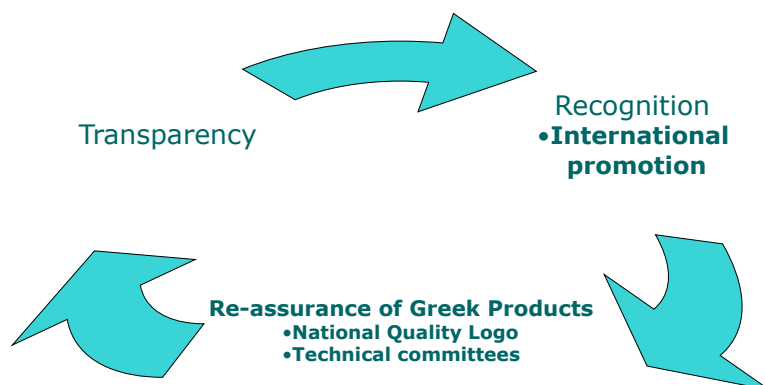 Transparency
Recognition
•International
promotion
Re-assurance of Greek Products
•National Quality Logo
•Technical committees